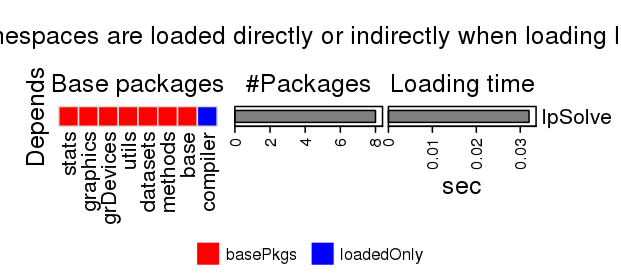 nespaces are loaded directly or indirectly when loading l
Base packages
#Packages
Loading time
Depends
lpSolve
stats
graphics
grDevices
utils
datasets
methods
base
compiler
0
2
4
6
8
0
0.01
0.02
0.03
sec
basePkgs
loadedOnly